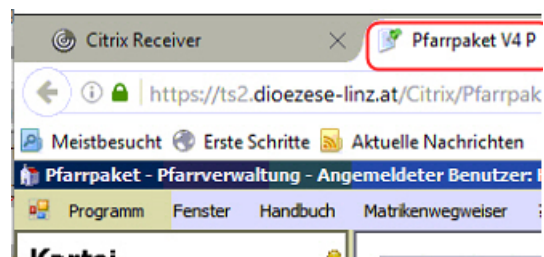 Citrix Receiver Pfarrpaket V4 P
https://ts2.dioezese-linz.at/Citrix/Pfarrpak
Meistbesucht Erste Schritte Aktuelle Nachrichten
Pfarrpaket - Pfarrverwaltung - Angemeldeter Benutzer:
Programm Fenster Handbuch Matrikenwegweiser
Kartei